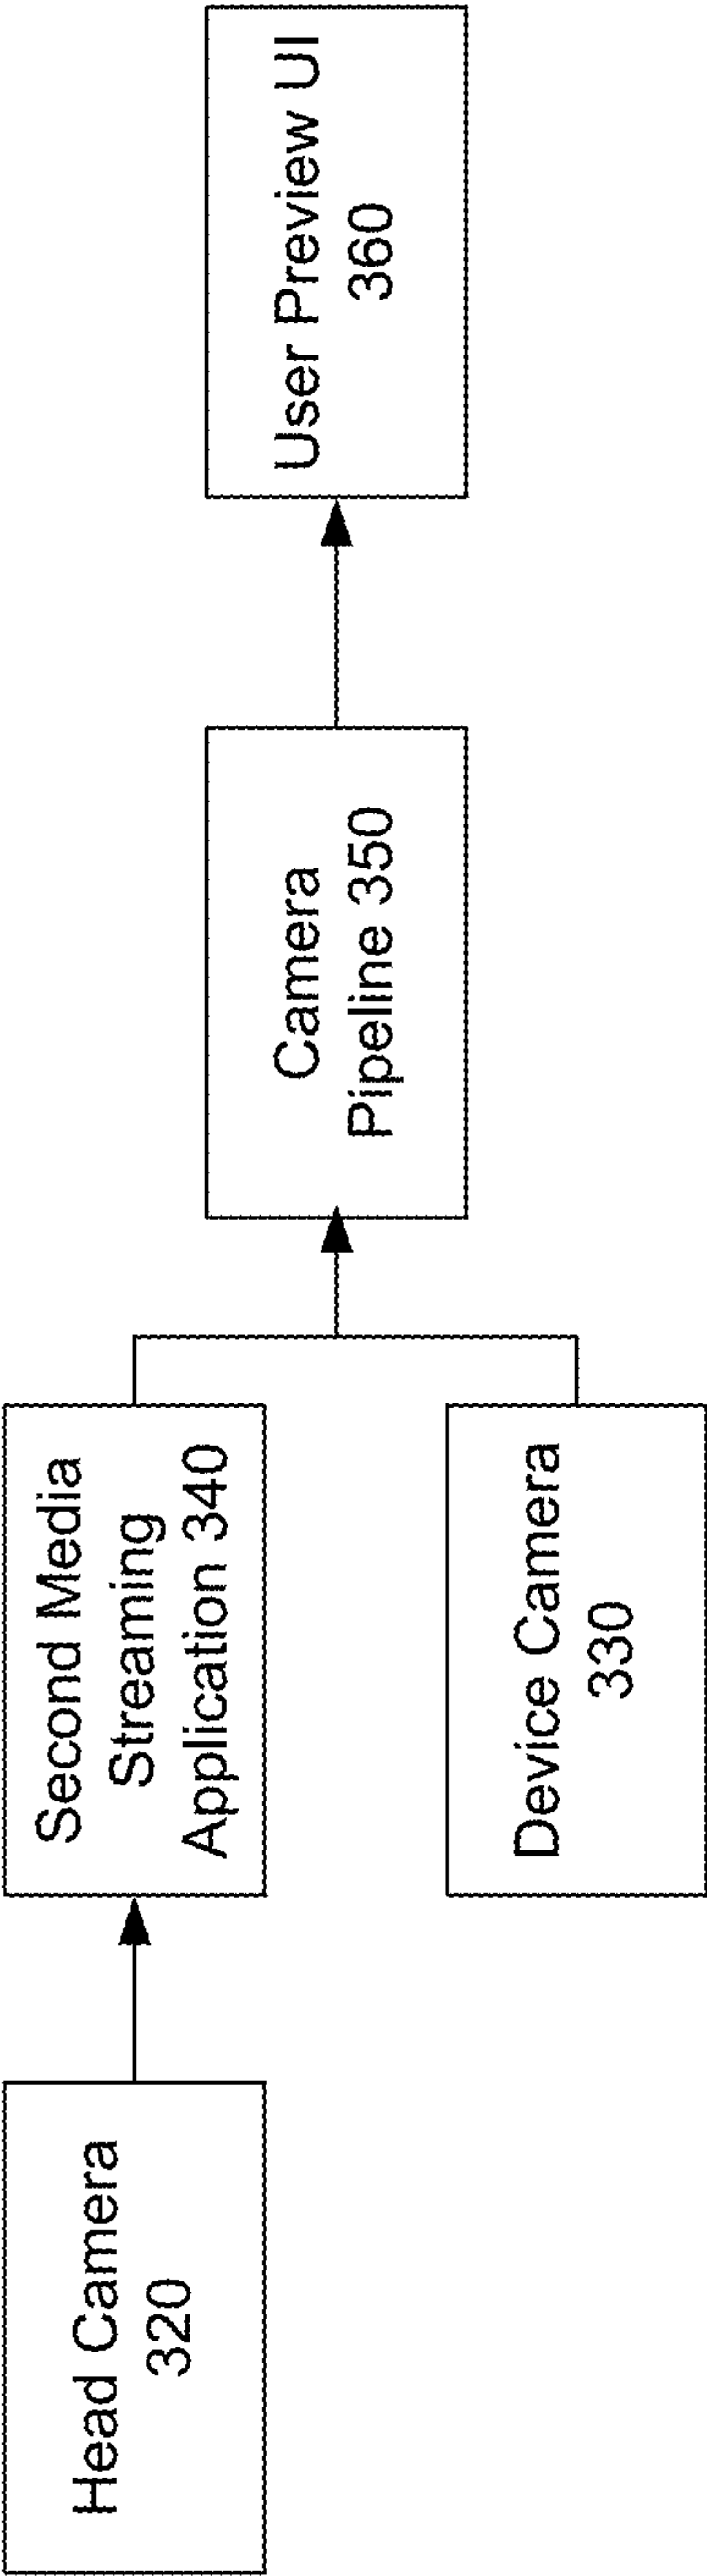 Head Camera
320
Second Media
Streaming
Application 340
Device Camera
330
Camera
Pipeline 350
User Preview UI
360